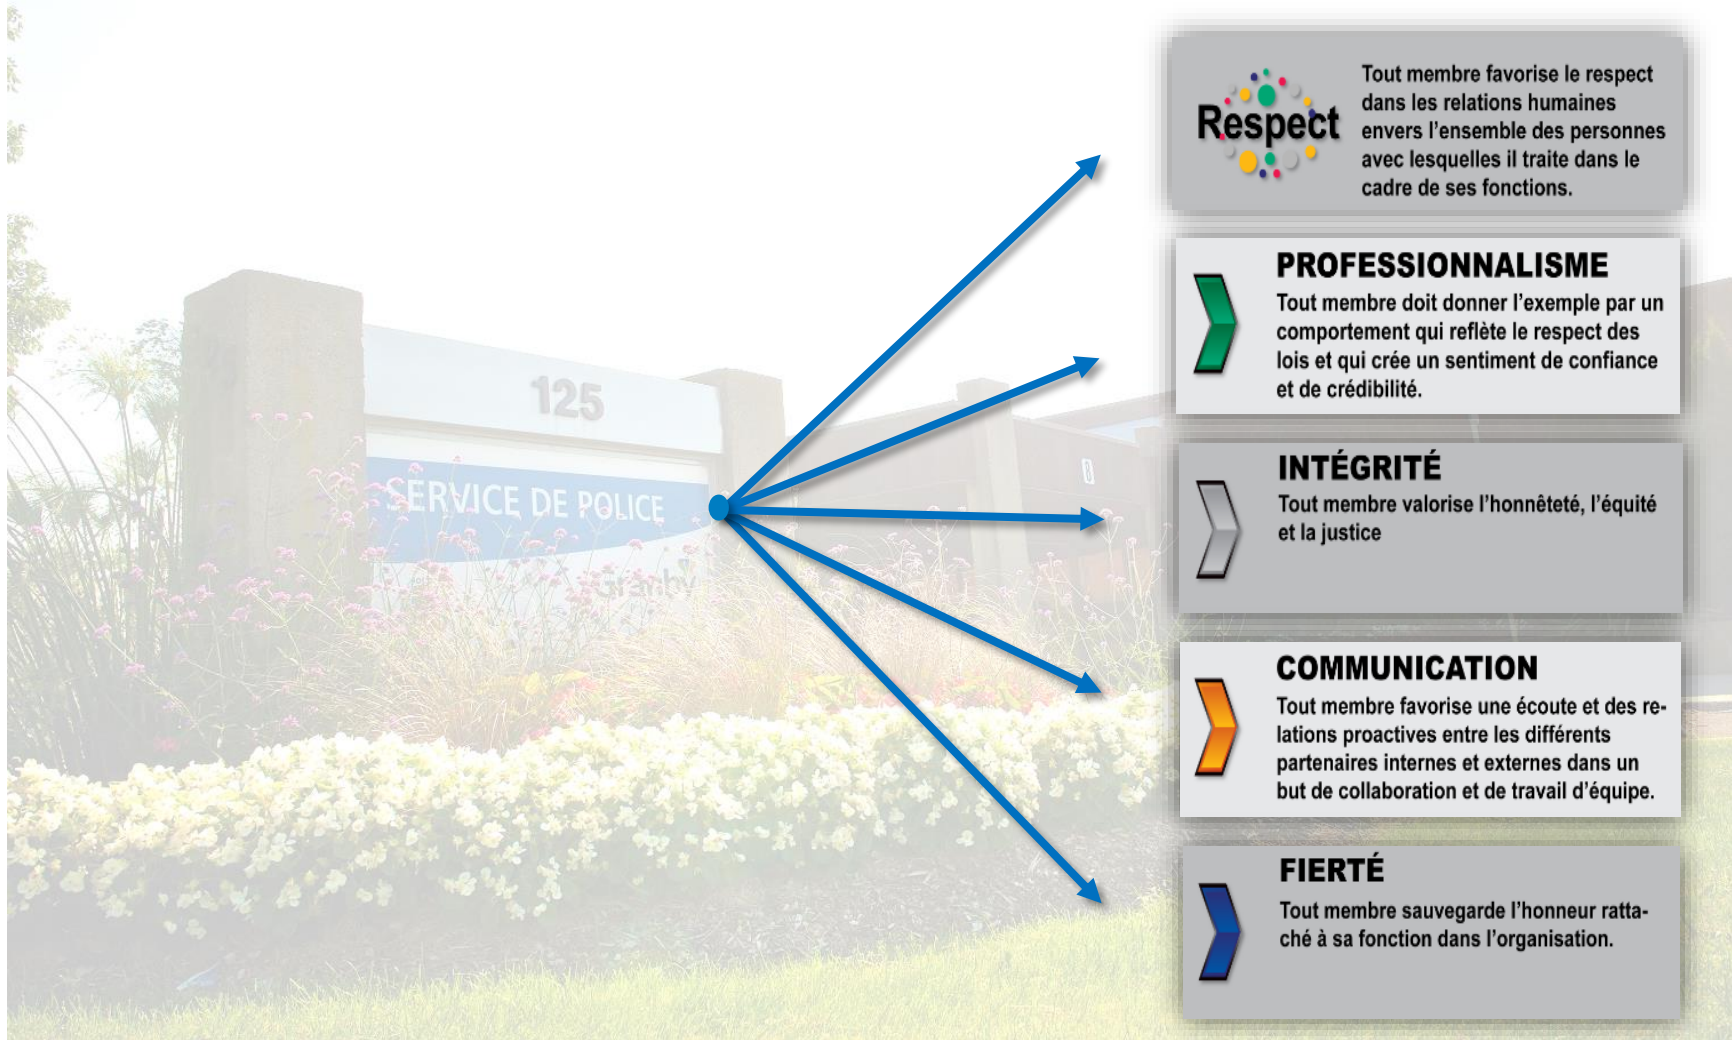 125
SERVICE DE POLICE
Granby
8
Respect
Tout membre favorise le respect
dans les relations humaines
envers l'ensemble des personnes
avec lesquelles il traite dans le
cadre de ses fonctions.
PROFESSIONNALISME
Tout membre doit donner l'exemple par un
comportement qui reflète le respect des
lois et qui crée un sentiment de confiance
et de crédibilité.
INTÉGRITÉ
Tout membre valorise l'honnêteté, l'équité
et la justice
COMMUNICATION
Tout membre favorise une écoute et des re-
lations proactives entre les différents
partenaires internes et externes dans un
but de collaboration et de travail d'équipe.
FIERTÉ
Tout membre sauvegarde l'honneur ratta-
ché à sa fonction dans l'organisation.